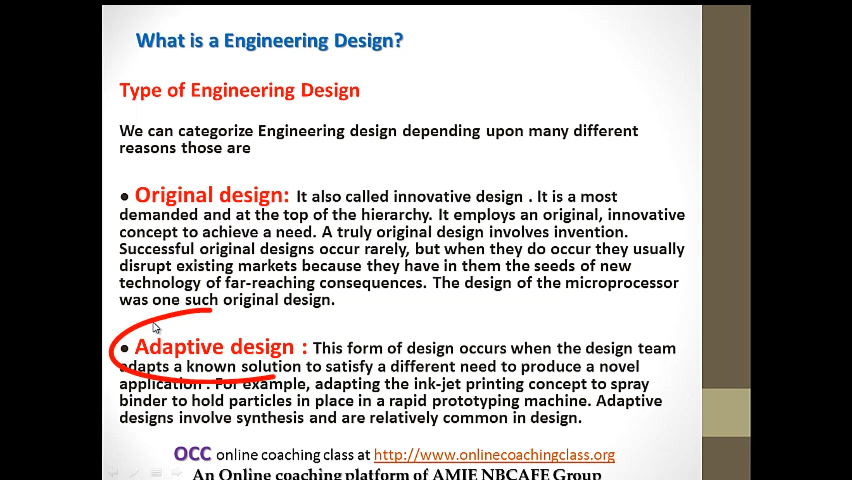 What is a Engineering Design?
Type of Engineering Design
We can categorize Engineering design depending upon many different
reasons those are
● Original design: It also called innovative design . It is a most
demanded and at the top of the hierarchy. It employs an original, innovative
concept to achieve a need. A truly original design involves invention.
Successful original designs occur rarely, but when they do occur they usually
disrupt existing markets because they have in them the seeds of new
technology of far-reaching consequences. The design of the microprocessor
was one such original design.
● Adaptive design : This form of design occurs when the design team
adapts a known solution to satisfy a different need to produce a novel
application . For example, adapting the ink-jet printing concept to spray
binder to hold particles in place in a rapid prototyping machine. Adaptive
designs involve synthesis and are relatively common in design.
OCC online coaching class at http://www.onlinecoachingclass.org
An Online coaching platform of AMIE NBCAFE Group